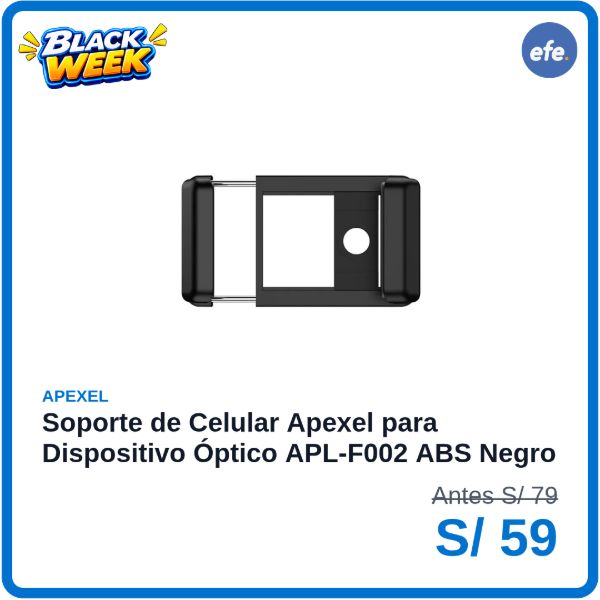 BLACK
WEEK
efe.
APEXEL
Soporte de Celular Apexel para
Dispositivo Óptico APL-F002 ABS Negro
Antes S/ 79
S/ 59